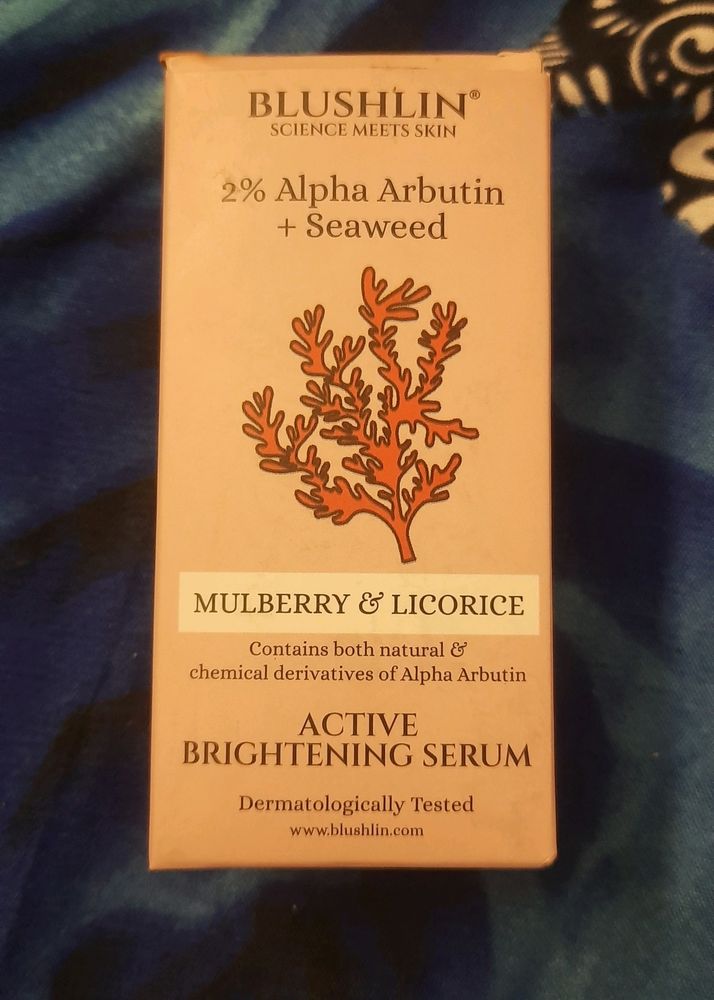 BLUSHLIN®
SCIENCE MEETS SKIN
2% Alpha Arbutin
+ Seaweed
MULBERRY & LICORICE
Contains both natural &
chemical derivatives of Alpha Arbutin
ACTIVE
BRIGHTENING SERUM
Dermatologically Tested
www.blushlin.com